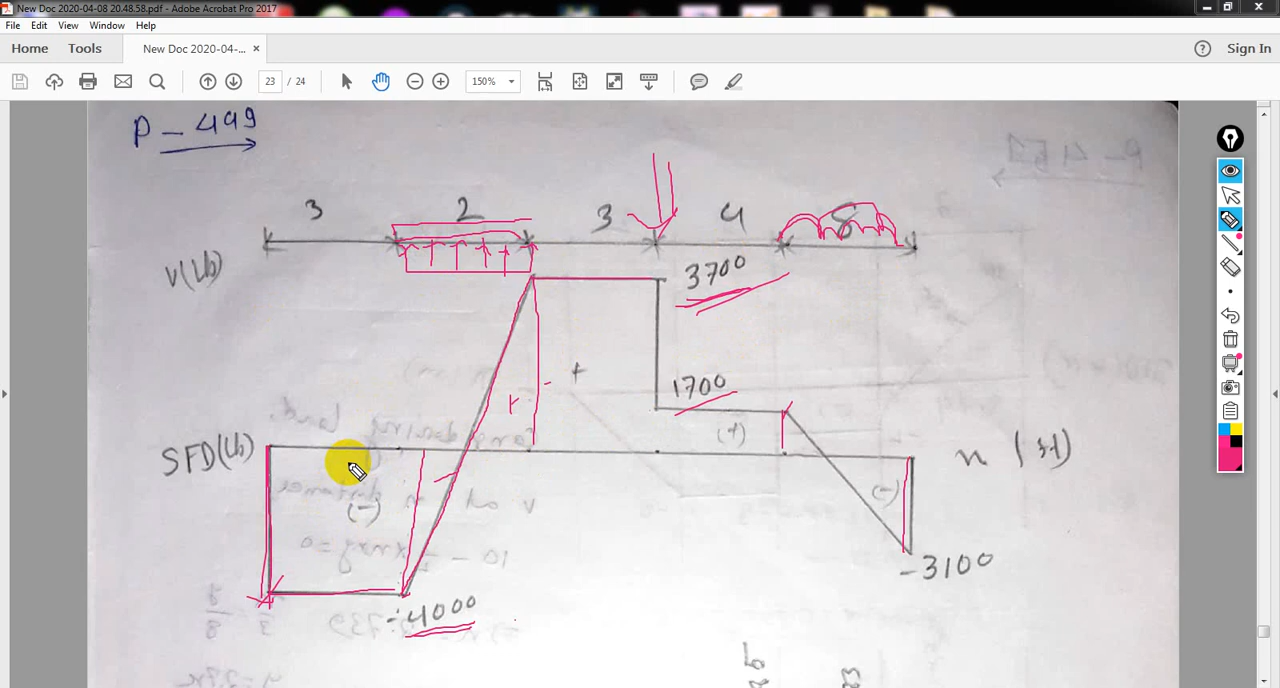 New Doc 2020-04-08 20.48.58.pdf - Adobe Acrobat Pro 2017
File Edit View Window Help
Home Tools New Doc 2020-04-... × Sign In
23 / 24 150%
P - 499
3 2 3 4 8
V(lb)
3700
+
1700
(+)
SFD(lb)
(-)
(-)
-3100
-4000